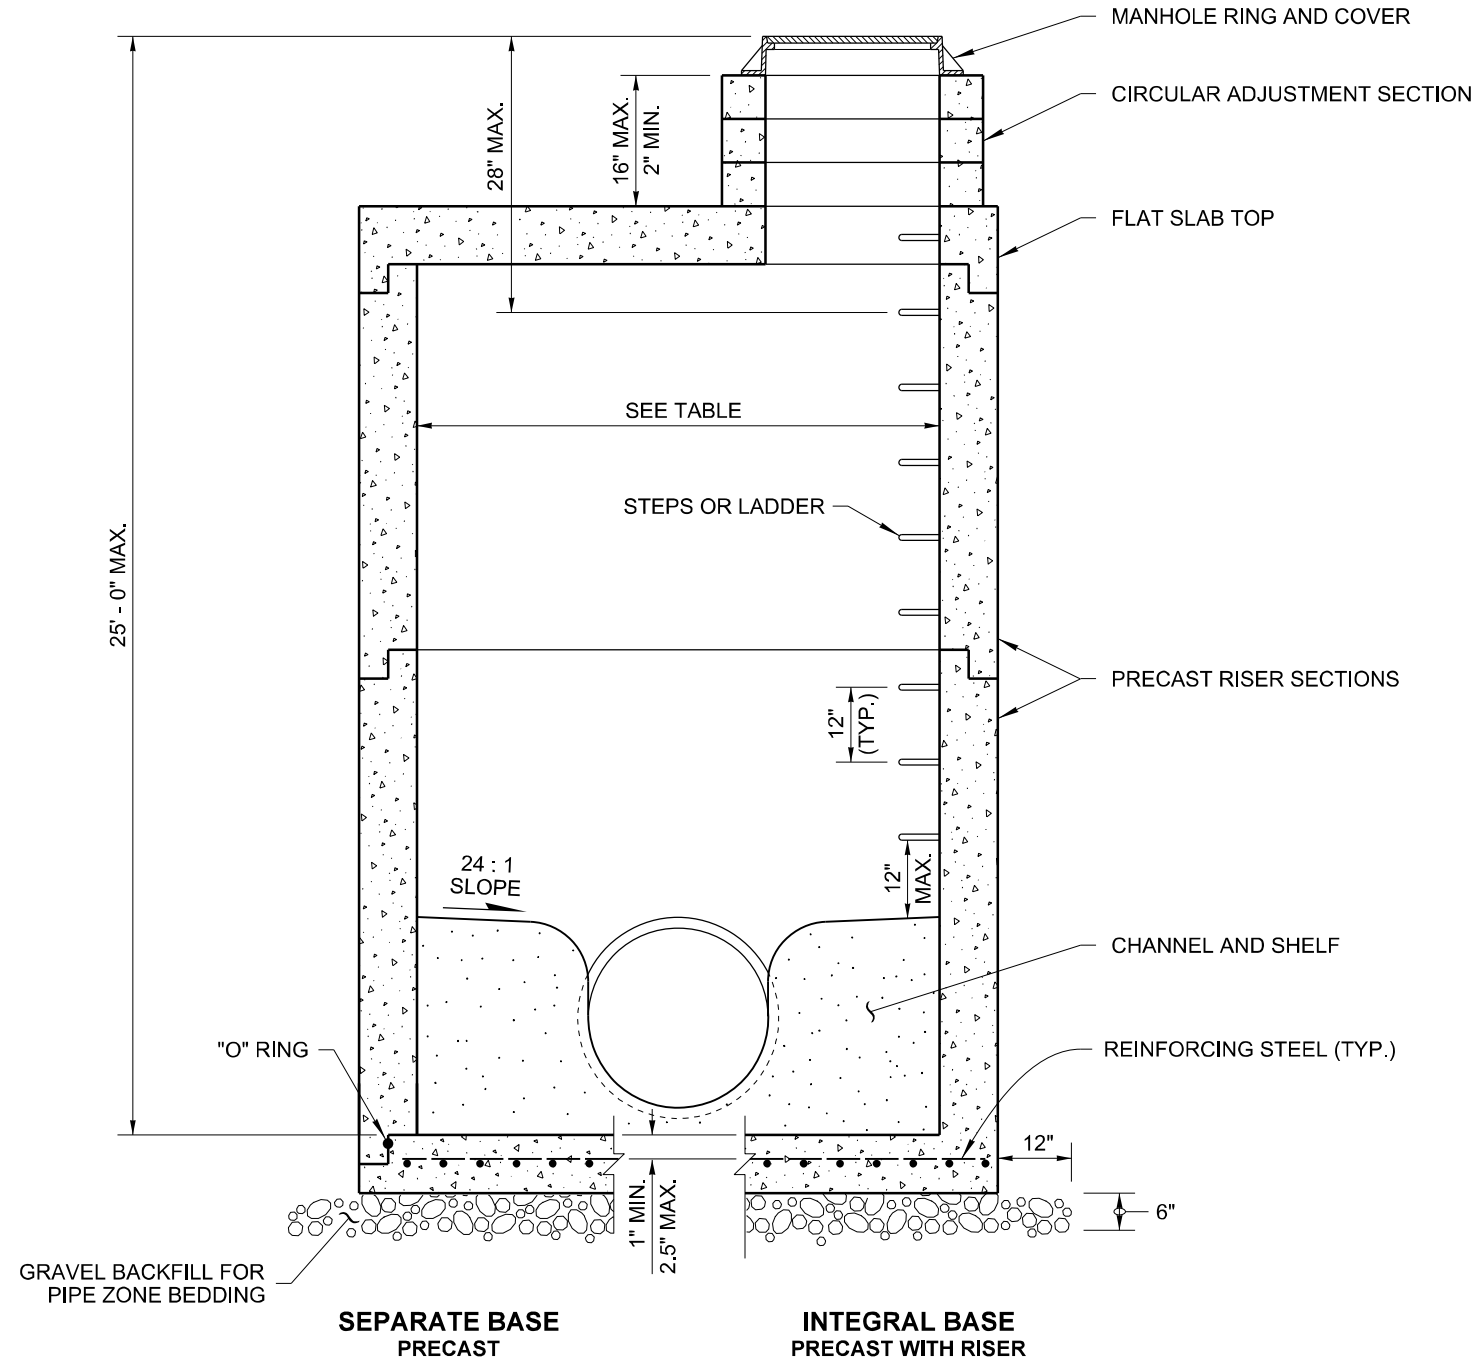 MANHOLE RING AND COVER
CIRCULAR ADJUSTMENT SECTION
28" MAX.
16" MAX.
2" MIN.
FLAT SLAB TOP
SEE TABLE
STEPS OR LADDER
25' - 0" MAX.
PRECAST RISER SECTIONS
12"
(TYP.)
24 : 1
SLOPE
12"
MAX.
CHANNEL AND SHELF
"O" RING
REINFORCING STEEL (TYP.)
12"
1" MIN.
2.5" MAX.
6"
GRAVEL BACKFILL FOR
PIPE ZONE BEDDING
SEPARATE BASE
PRECAST
INTEGRAL BASE
PRECAST WITH RISER